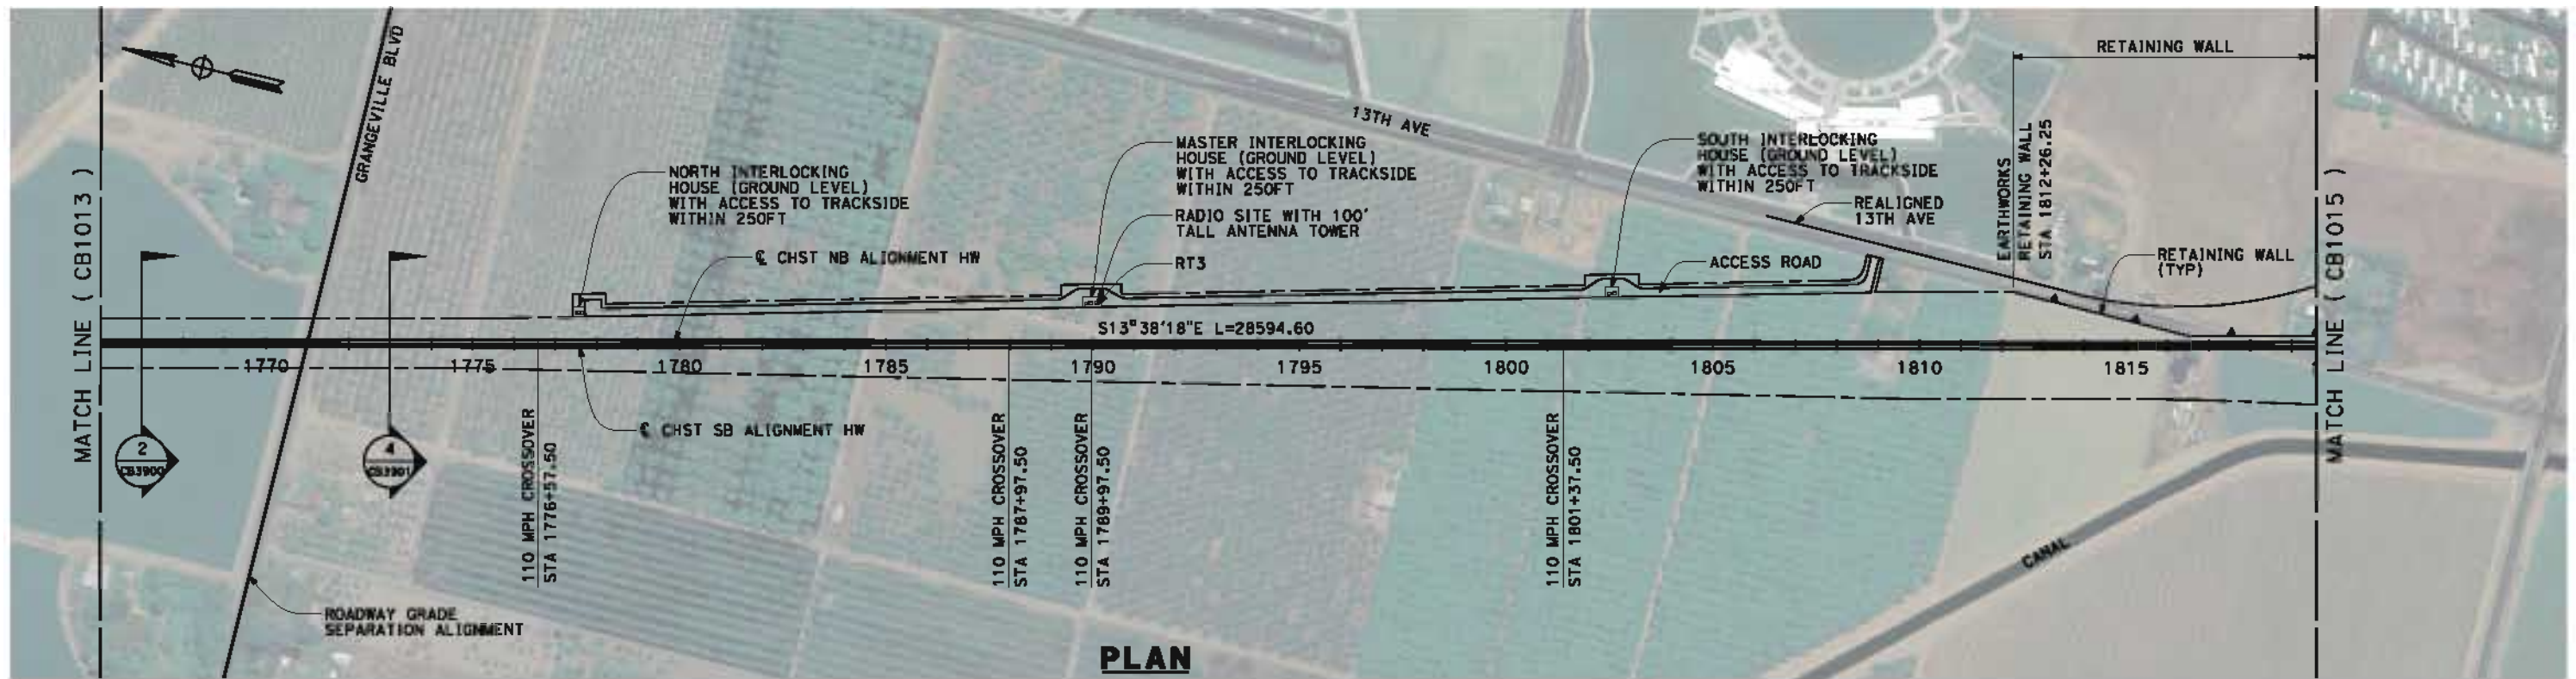 MATCH LINE ( CB1013 )
GRANGEVILLE BLVD
NORTH INTERLOCKING
HOUSE (GROUND LEVEL)
WITH ACCESS TO TRACKSIDE
WITHIN 250FT
℄ CHST NB ALIGNMENT HW
MASTER INTERLOCKING
HOUSE (GROUND LEVEL)
WITH ACCESS TO TRACKSIDE
WITHIN 250FT
RADIO SITE WITH 100'
TALL ANTENNA TOWER
RT3
13TH AVE
SOUTH INTERLOCKING
HOUSE (GROUND LEVEL)
WITH ACCESS TO TRACKSIDE
WITHIN 250FT
REALIGNED
13TH AVE
ACCESS ROAD
EARTHWORKS
RETAINING WALL
STA 1812+26.25
RETAINING WALL
RETAINING WALL
(TYP)
MATCH LINE ( CB1015 )
S13°38'18"E L=28594.60
1770
1775
1780
1785
1790
1795
1800
1805
1810
1815
2
CB3900
4
CB3901
℄ CHST SB ALIGNMENT HW
110 MPH CROSSOVER
STA 1776+57.50
110 MPH CROSSOVER
STA 1787+97.50
110 MPH CROSSOVER
STA 1789+97.50
110 MPH CROSSOVER
STA 1801+37.50
CANAL
ROADWAY GRADE
SEPARATION ALIGNMENT
PLAN